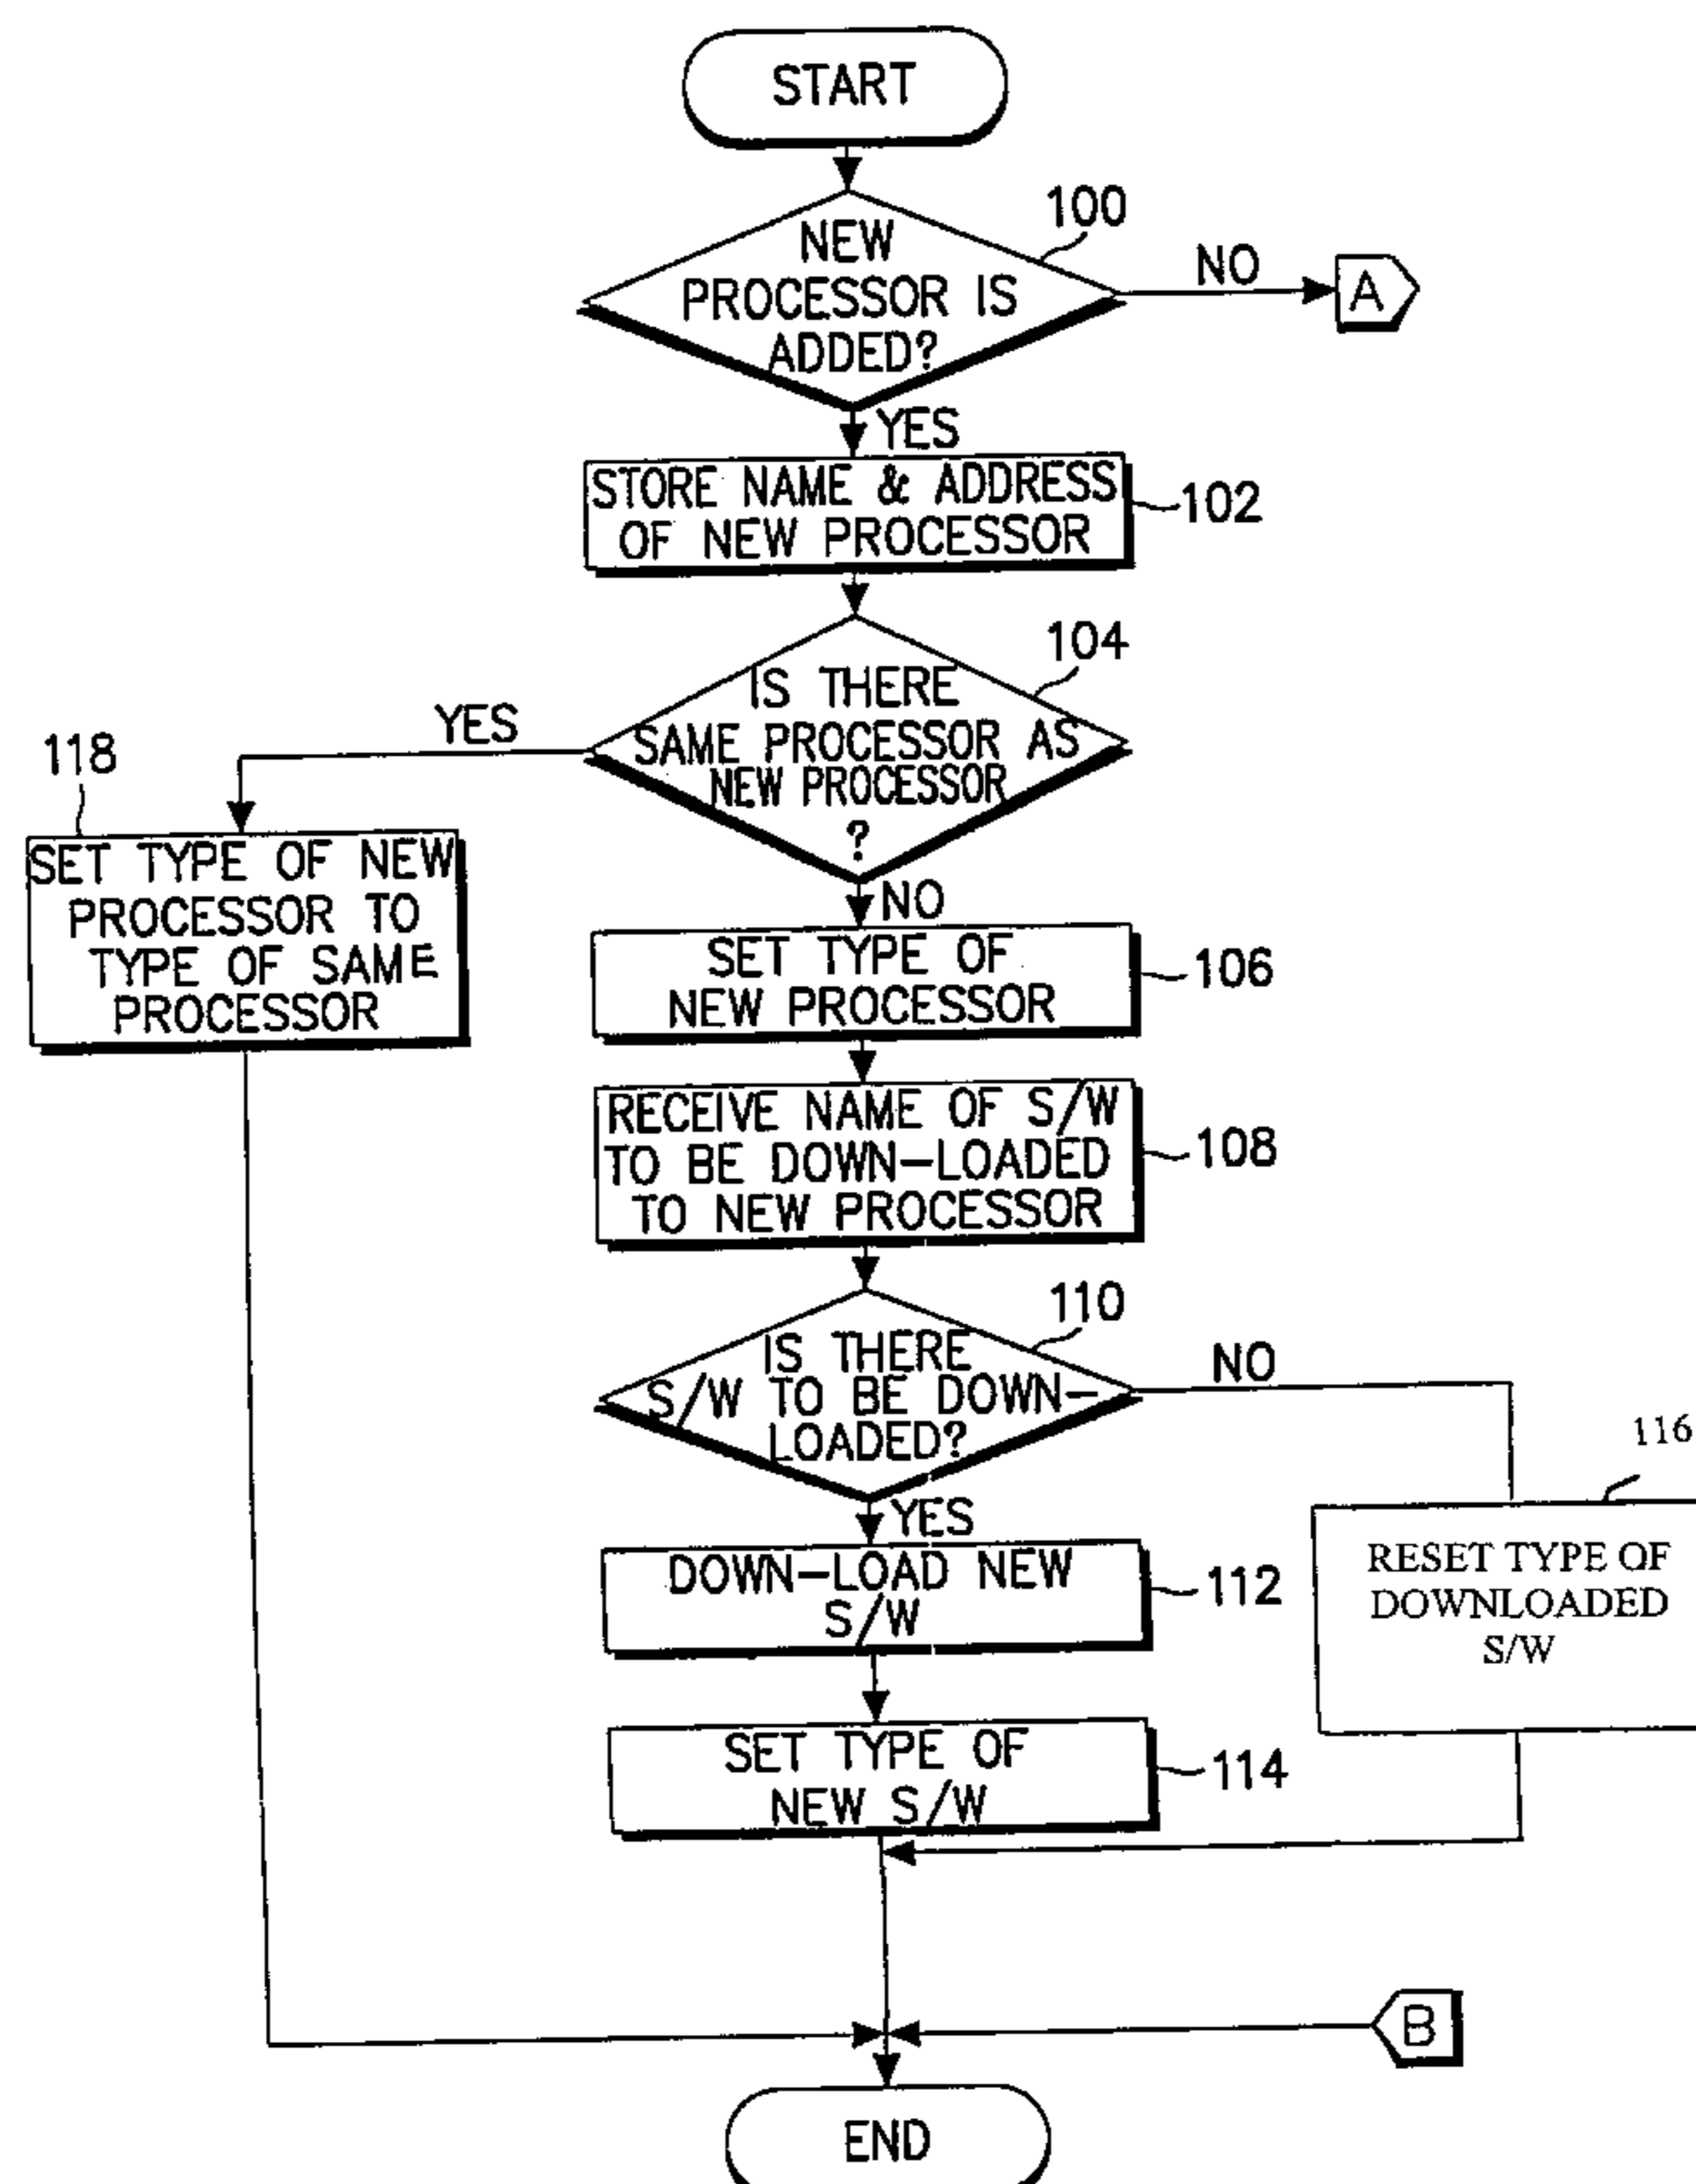 START
100
NEW
PROCESSOR IS
ADDED?
NO
A
YES
STORE NAME & ADDRESS
OF NEW PROCESSOR
102
104
IS THERE
SAME PROCESSOR AS
NEW PROCESSOR
?
YES
118
SET TYPE OF NEW
PROCESSOR TO
TYPE OF SAME
PROCESSOR
NO
SET TYPE OF
NEW PROCESSOR
106
RECEIVE NAME OF S/W
TO BE DOWN-LOADED
TO NEW PROCESSOR
108
110
IS THERE
S/W TO BE DOWN-
LOADED?
NO
116
RESET TYPE OF
DOWNLOADED
S/W
YES
DOWN-LOAD NEW
S/W
112
SET TYPE OF
NEW S/W
114
B
END